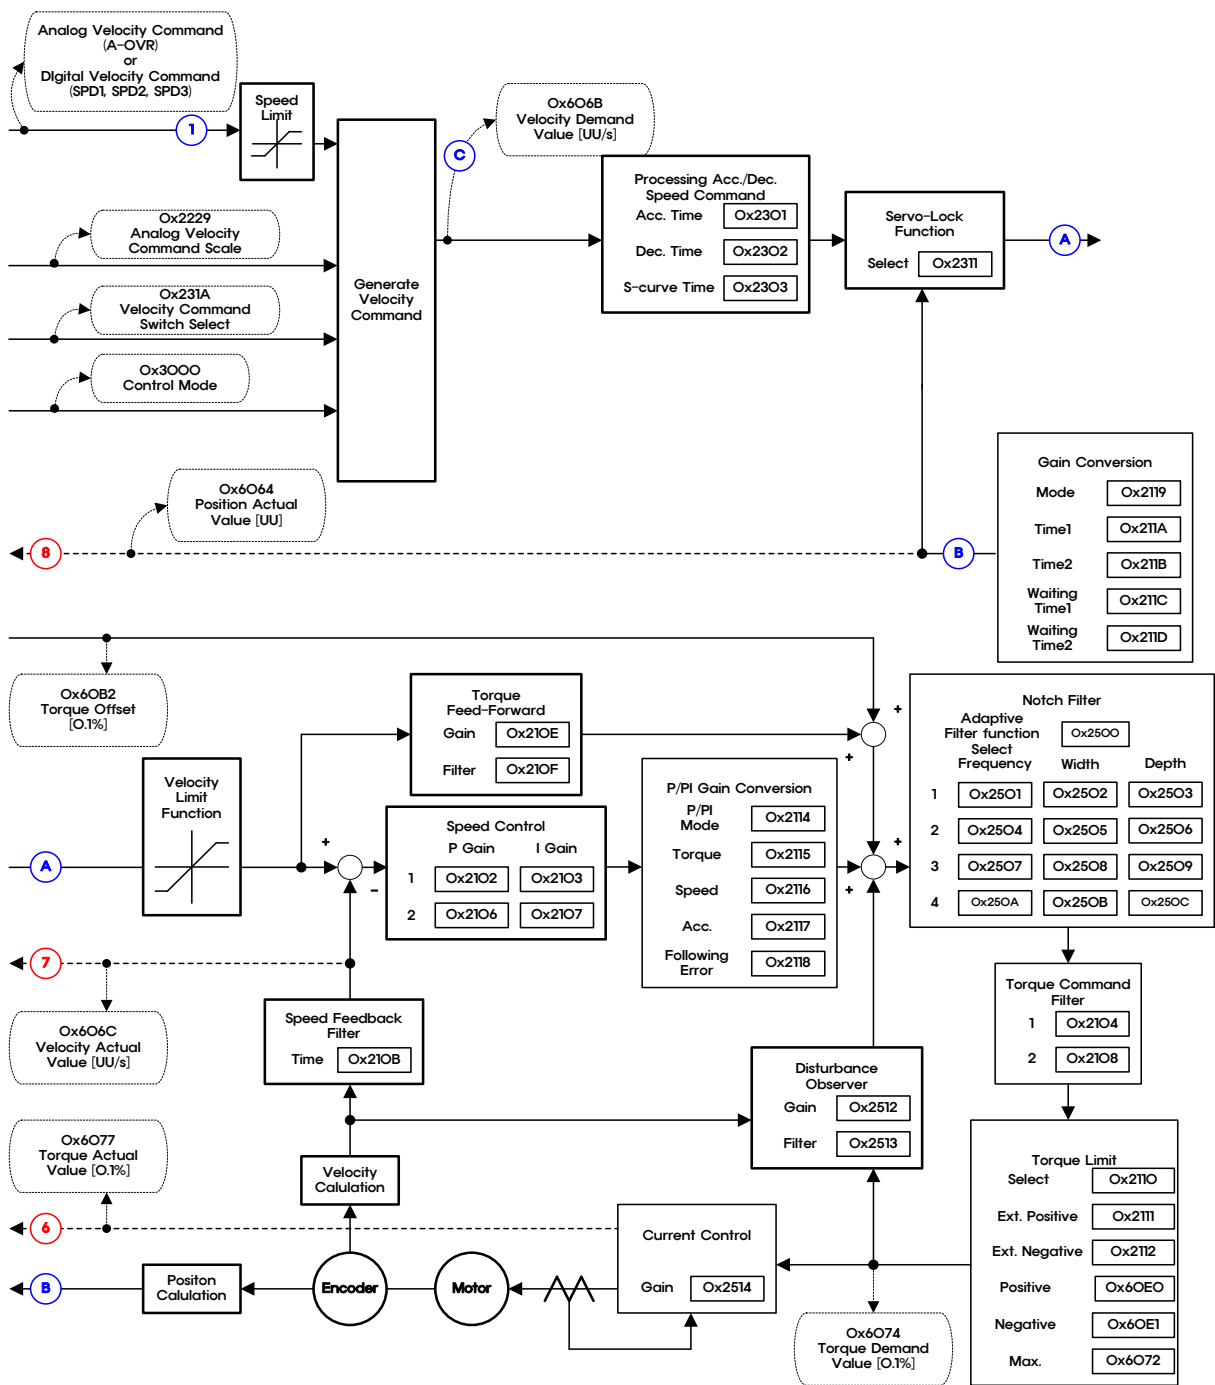 Analog Velocity Command
(A-OVR)
or
DIgital Velocity Command
(SPD1, SPD2, SPD3)
1
Speed
Limit
0x606B
Velocity Demand
Value [UU/s]
C
Processing Acc./Dec.
Speed Command
Acc. Time 0x2301
Dec. Time 0x2302
S-curve Time 0x2303
Servo-Lock
Function
Select 0x2311
A
0x2229
Analog Velocity
Command Scale
0x231A
Velocity Command
Switch Select
0x3000
Control Mode
Generate
Velocity
Command
0x6064
Position Actual
Value [UU]
8
B
Gain Conversion
Mode 0x2119
Time1 0x211A
Time2 0x211B
Waiting
Time1 0x211C
Waiting
Time2 0x211D
0x60B2
Torque Offset
[0.1%]
Torque
Feed-Forward
Gain 0x210E
Filter 0x210F
+
+
Notch Filter
Adaptive
Filter function
Select 0x2500
Frequency Width Depth
1 0x2501 0x2502 0x2503
2 0x2504 0x2505 0x2506
3 0x2507 0x2508 0x2509
4 0x250A 0x250B 0x250C
A
Velocity
Limit
Function
+
-
Speed Control
P Gain I Gain
1 0x2102 0x2103
2 0x2106 0x2107
P/PI Gain Conversion
P/PI
Mode 0x2114
Torque 0x2115
Speed 0x2116
Acc. 0x2117
Following
Error 0x2118
+
+
7
0x606C
Velocity Actual
Value [UU/s]
Speed Feedback
Filter
Time 0x210B
Torque Command
Filter
1 0x2104
2 0x2108
Disturbance
Observer
Gain 0x2512
Filter 0x2513
0x6077
Torque Actual
Value [0.1%]
Velocity
Calulation
6
Current Control
Gain 0x2514
Torque Limit
Select 0x2110
Ext. Positive 0x2111
Ext. Negative 0x2112
Positive 0x60E0
Negative 0x60E1
Max. 0x6072
B
Positon
Calulation
Encoder
Motor
0x6074
Torque Demand
Value [0.1%]